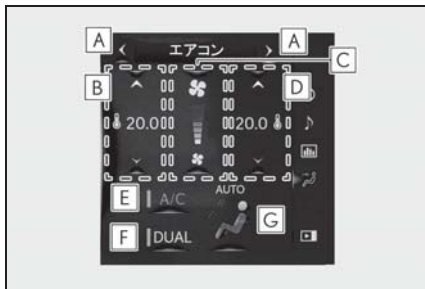 A < エアコン > A
C
B D
20.0 20.0
AUTO
E A/C
G
F DUAL